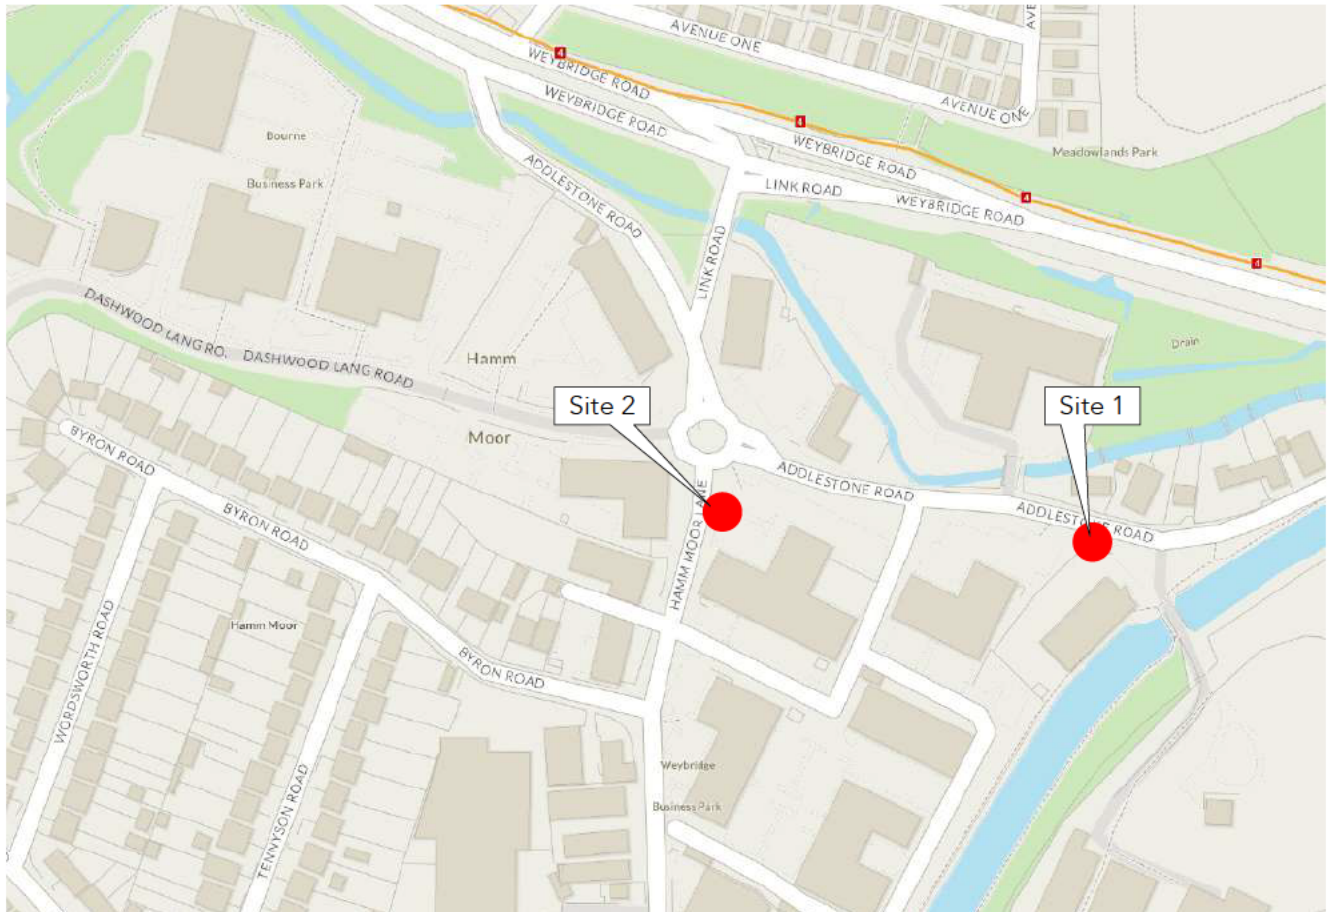 AVENUE ONE
AVE
4
WEYBRIDGE ROAD
WEYBRIDGE ROAD
4
AVENUE ONE
WEYBRIDGE ROAD
Meadowlands Park
Bourne
Business Park
ADDLESTONE ROAD
LINK ROAD
WEYBRIDGE ROAD
4
LINK ROAD
4
DASHWOOD LANG RO.
DASHWOOD LANG ROAD
Hamm
Moor
Drain
Site 2
Site 1
BYRON ROAD
ADDLESTONE ROAD
ADDLESTONE ROAD
HAMM MOOR LANE
BYRON ROAD
WORDSWORTH ROAD
Hamm Moor
BYRON ROAD
TENNYSON ROAD
Weybridge
Business Park